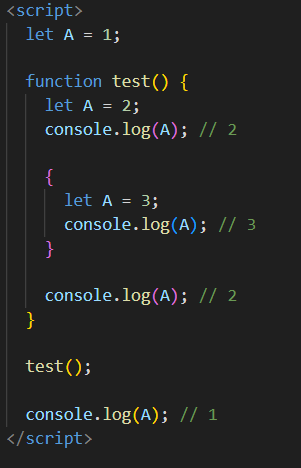 <script>
let A = 1;
function test() {
let A = 2;
console.log(A); // 2
{
let A = 3;
console.log(A); // 3
}
console.log(A); // 2
}
test();
console.log(A); // 1
</script>